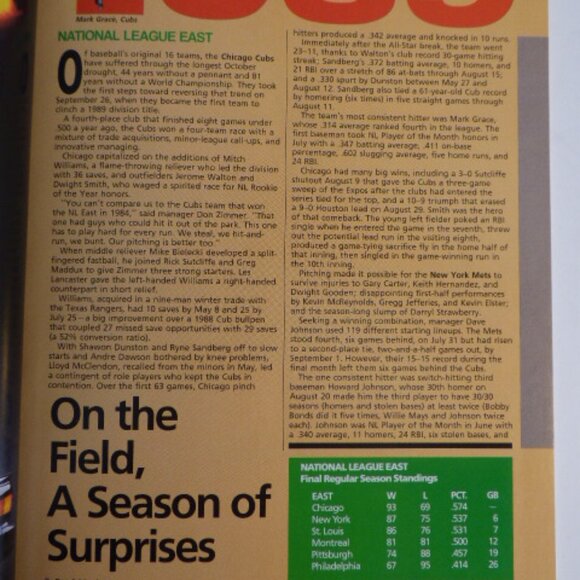 Mark Grace, Cubs
NATIONAL LEAGUE EAST
Of baseball's original 16 teams, the Chicago Cubs
have suffered through the longest October
drought, 44 years without a pennant and 81
years without a World Championship. They took
the first steps toward reversing that trend on
September 26, when they became the first team to
clinch a 1989 division title.
A fourth-place club that finished eight games under
.500 a year ago, the Cubs won a four-team race with a
mixture of trade acquisitions, minor-league call-ups, and
innovative managing.
Chicago capitalized on the additions of Mitch
Williams, a flame-throwing reliever who led the division
with 36 saves, and outfielders Jerome Walton and
Dwight Smith, who waged a spirited race for NL Rookie
of the Year honors.
"You can't compare us to the Cubs team that won
the NL East in 1984," said manager Don Zimmer. "That
one had guys who could hit it out of the park. This one
has to play hard for every run. We steal, we hit-and-
run, we bunt. Our pitching is better too."
When middle reliever Mike Bielecki developed a split-
fingered fastball, he joined Rick Sutcliffe and Greg
Maddux to give Zimmer three strong starters. Les
Lancaster gave the left-handed Williams a right-handed
counterpart in short relief.
Williams, acquired in a nine-man winter trade with
the Texas Rangers, had 10 saves by May 8 and 25 by
July 25—a big improvement over a 1988 Cub bullpen
that coupled 27 missed save opportunities with 29 saves
(a 52% conversion ratio).
With Shawon Dunston and Ryne Sandberg off to slow
starts and Andre Dawson bothered by knee problems,
Lloyd McClendon, recalled from the minors in May, led
a contingent of role players who kept the Cubs in
contention. Over the first 63 games, Chicago pinch
hitters produced a .342 average and knocked in 10 runs.
Immediately after the All-Star break, the team went
23–11, thanks to Walton's club record 30-game hitting
streak; Sandberg's .372 batting average, 10 homers, and
21 RBI over a stretch of 86 at-bats through August 15;
and a .330 spurt by Dunston between May 27 and
August 12. Sandberg also tied a 61-year-old Cub record
by homering (six times) in five straight games through
August 11.
The team's most consistent hitter was Mark Grace,
whose .314 average ranked fourth in the league. The
first baseman took NL Player of the Month honors in
July with a .347 batting average, .411 on-base
percentage, .602 slugging average, five home runs, and
24 RBI.
Chicago had many big wins, including a 3–0 Sutcliffe
shutout August 9 that gave the Cubs a three-game
sweep of the Expos after the clubs had entered the
series tied for the top, and a 10–9 triumph that erased
a 9–0 Houston lead on August 29. Smith was the hero
of that comeback. The young left fielder poked an RBI
single when he entered the game in the seventh, threw
out the potential lead run in the visiting eighth,
produced a game-tying sacrifice fly in the home half of
that inning, then singled in the game-winning run in
the 10th inning.
Pitching made it possible for the New York Mets to
survive injuries to Gary Carter, Keith Hernandez, and
Dwight Gooden; disappointing first-half performances
by Kevin McReynolds, Gregg Jefferies, and Kevin Elster;
and the season-long slump of Darryl Strawberry.
Seeking a winning combination, manager Dave
Johnson used 119 different starting lineups. The Mets
stood fourth, six games behind, on July 31 but had risen
to a second-place tie, two-and-a-half games out, by
September 1. However, their 15–15 record during the
final month left them six games behind the Cubs.
The one consistent hitter was switch-hitting third
baseman Howard Johnson, whose 30th homer on
August 20 made him the third player to have 30/30
seasons (homers and stolen bases) at least twice (Bobby
Bonds did it five times, Willie Mays and Johnson twice
each). Johnson was NL Player of the Month in June with
a .340 average, 11 homers, 24 RBI, six stolen bases, and
On the
Field,
A Season of
Surprises
NATIONAL LEAGUE EAST
Final Regular Season Standings
EAST W L PCT. GB
Chicago 93 69 .574 —
New York 87 75 .537 6
St. Louis 86 76 .531 7
Montreal 81 81 .500 12
Pittsburgh 74 88 .457 19
Philadelphia 67 95 .414 26